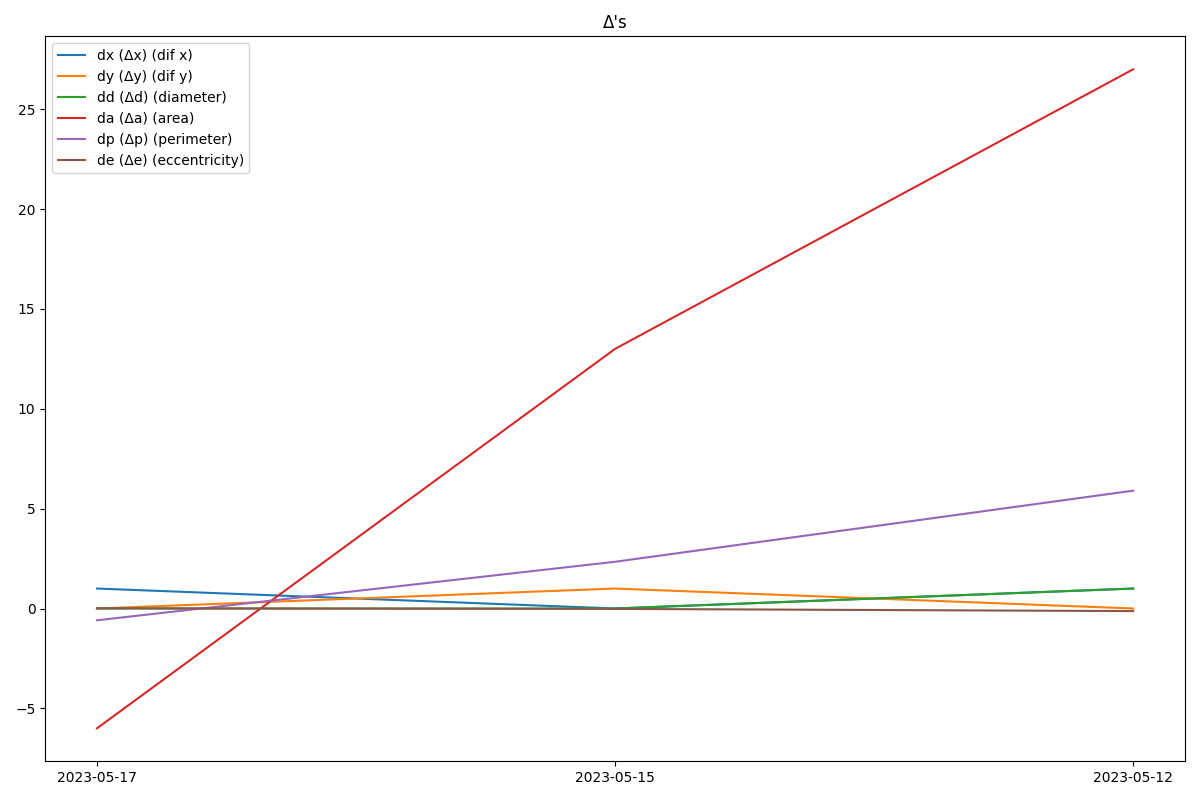 Δ's
dx (Δx) (dif x)
dy (Δy) (dif y)
dd (Δd) (diameter)
da (Δa) (area)
dp (Δp) (perimeter)
de (Δe) (eccentricity)
25
20
15
10
5
0
−5
2023-05-17 2023-05-15 2023-05-12